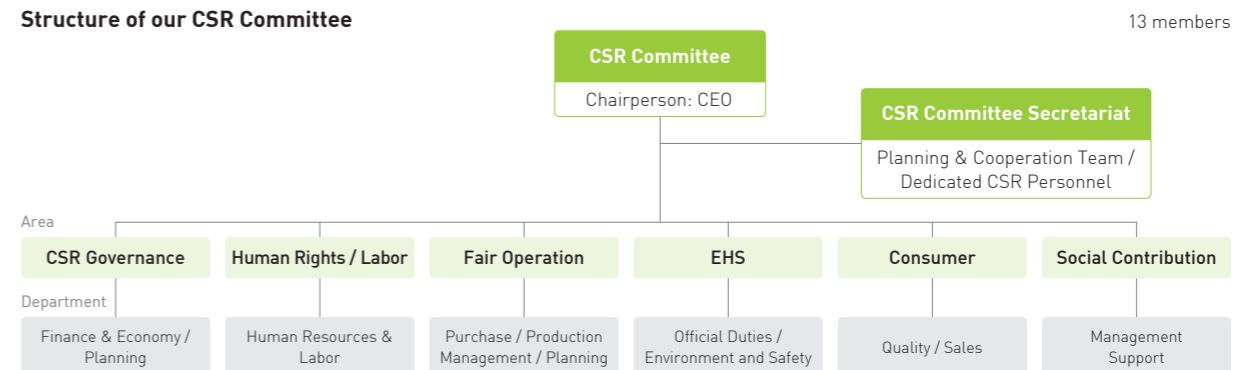 Structure of our CSR Committee
13 members
CSR Committee
Chairperson: CEO
CSR Committee Secretariat
Planning & Cooperation Team /
Dedicated CSR Personnel
Area
CSR Governance
Human Rights / Labor
Fair Operation
EHS
Consumer
Social Contribution
Department
Finance & Economy /
Planning
Human Resources &
Labor
Purchase / Production
Management / Planning
Official Duties /
Environment and Safety
Quality / Sales
Management
Support